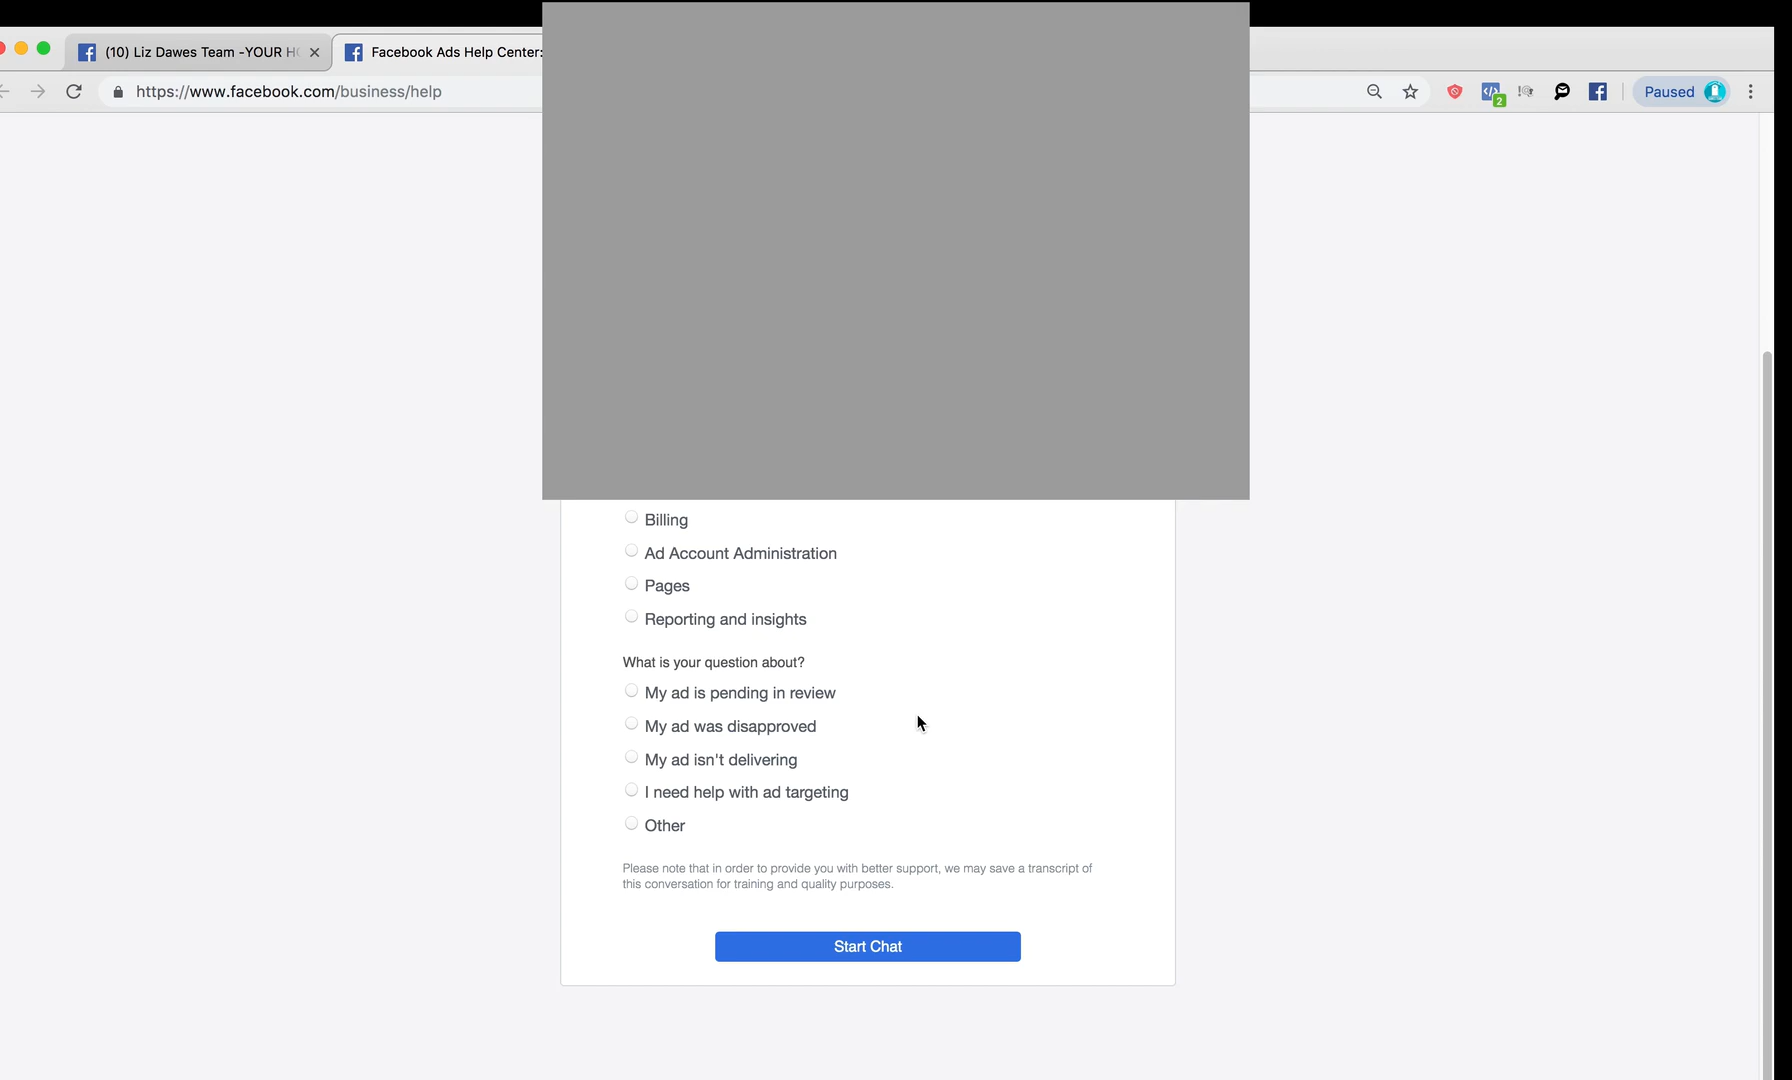 (10) Liz Dawes Team -YOUR H
Facebook Ads Help Center:
https://www.facebook.com/business/help
2
Paused
Billing
Ad Account Administration
Pages
Reporting and insights
What is your question about?
My ad is pending in review
My ad was disapproved
My ad isn't delivering
I need help with ad targeting
Other
Please note that in order to provide you with better support, we may save a transcript of
this conversation for training and quality purposes.
Start Chat